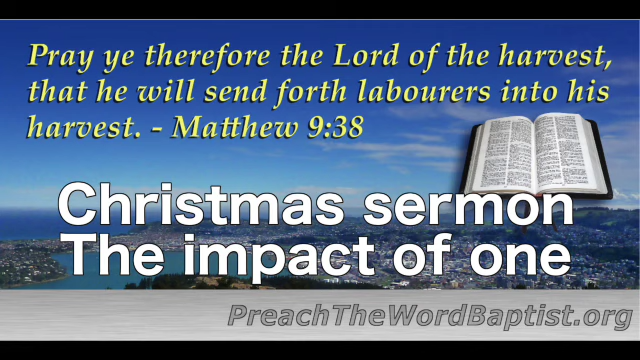 Pray ye therefore the Lord of the harvest,
that he will send forth labourers into his
harvest. - Matthew 9:38
Christmas sermon
The impact of one
PreachTheWordBaptist.org